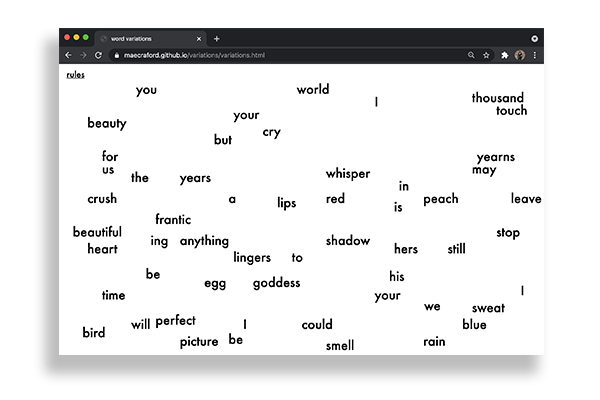 word variations
maecraford.github.io/variations/variations.html
rules
you world
I thousand
touch
beauty your
but cry
for yearns
us may
the years whisper
in
crush a lips red is peach leave
frantic
beautiful stop
ing anything shadow
heart hers still
lingers to
be his
egg goddess
time your I
we sweat
will perfect I could blue
bird
picture be rain
smell